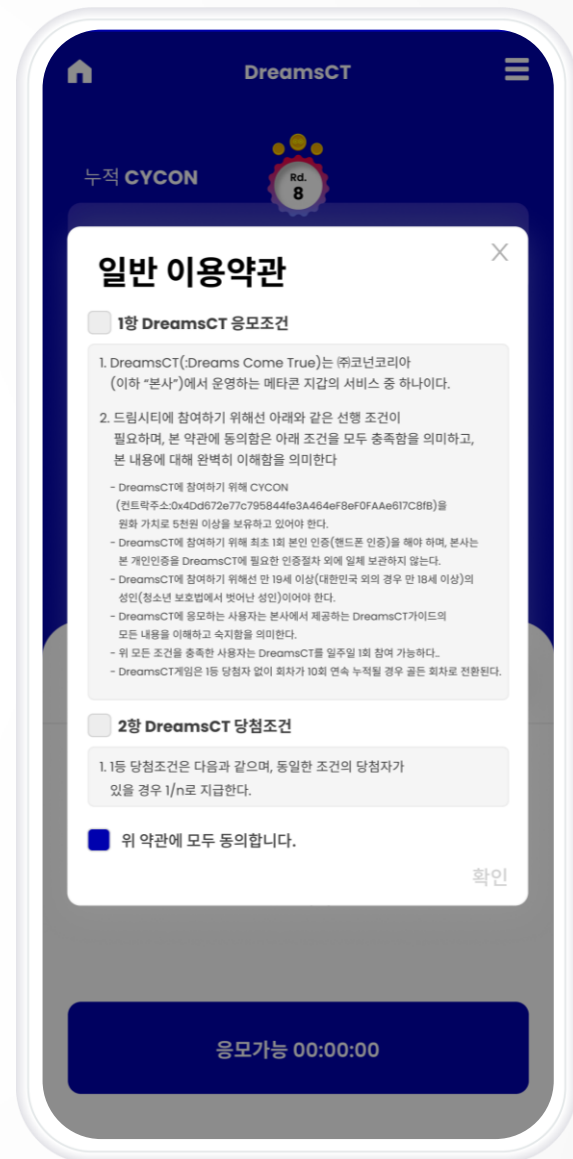 DreamsCT
누적 CYCON
Rd.
8
일반 이용약관
X
1항 DreamsCT 응모조건
1. DreamsCT(:Dreams Come True)는 ㈜코넌코리아
(이하 “본사”)에서 운영하는 메타콘 지갑의 서비스 중 하나이다.
2. 드림시티에 참여하기 위해선 아래와 같은 선행 조건이
필요하며, 본 약관에 동의함은 아래 조건을 모두 충족함을 의미하고,
본 내용에 대해 완벽히 이해함을 의미한다
- DreamsCT에 참여하기 위해 CYCON
(컨트락주소:0x4Dd672e77c795844fe3A464eF8eF0FAAe617C8fB)을
원화 가치로 5천원 이상을 보유하고 있어야 한다.
- DreamsCT에 참여하기 위해 최초 1회 본인 인증(핸드폰 인증)을 해야 하며, 본사는
본 개인인증을 DreamsCT에 필요한 인증절차 외에 일체 보관하지 않는다.
- DreamsCT에 참여하기 위해선 만 19세 이상(대한민국 외의 경우 만 18세 이상)의
성인(청소년 보호법에서 벗어난 성인)이어야 한다.
- DreamsCT에 응모하는 사용자는 본사에서 제공하는 DreamsCT가이드의
모든 내용을 이해하고 숙지함을 의미한다.
- 위 모든 조건을 충족한 사용자는 DreamsCT를 일주일 1회 참여 가능하다..
- DreamsCT게임은 1등 당첨자 없이 회차가 10회 연속 누적될 경우 골든 회차로 전환된다.
2항 DreamsCT 당첨조건
1. 1등 당첨조건은 다음과 같으며, 동일한 조건의 당첨자가
있을 경우 1/n로 지급한다.
위 약관에 모두 동의합니다.
확인
응모가능 00:00:00